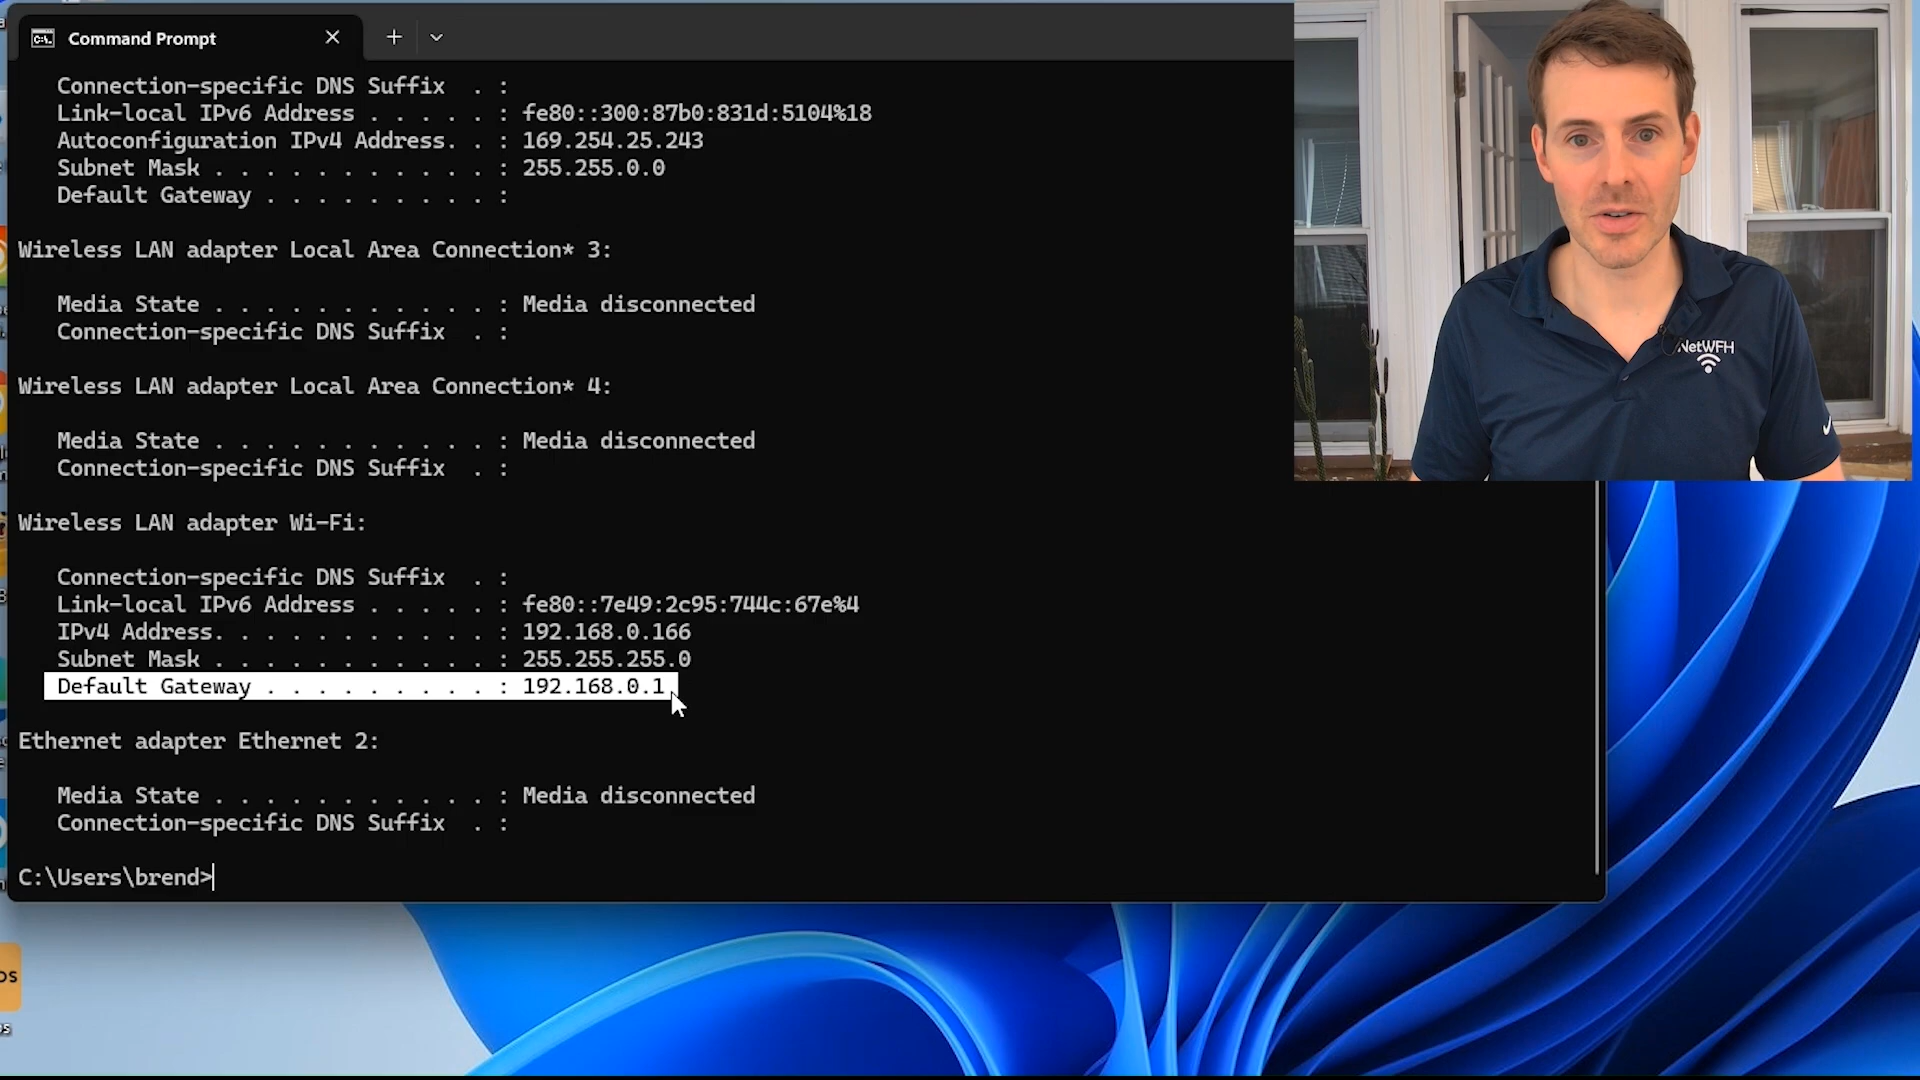 Command Prompt
Connection-specific DNS Suffix . :
Link-local IPv6 Address . . . . . : fe80::300:87b0:831d:5104%18
Autoconfiguration IPv4 Address. . : 169.254.25.243
Subnet Mask . . . . . . . . . . . : 255.255.0.0
Default Gateway . . . . . . . . . :
Wireless LAN adapter Local Area Connection* 3:
Media State . . . . . . . . . . . : Media disconnected
Connection-specific DNS Suffix . :
Wireless LAN adapter Local Area Connection* 4:
Media State . . . . . . . . . . . : Media disconnected
Connection-specific DNS Suffix . :
Wireless LAN adapter Wi-Fi:
Connection-specific DNS Suffix . :
Link-local IPv6 Address . . . . . : fe80::7e49:2c95:744c:67e%4
IPv4 Address. . . . . . . . . . . : 192.168.0.166
Subnet Mask . . . . . . . . . . . : 255.255.255.0
Default Gateway . . . . . . . . . : 192.168.0.1
Ethernet adapter Ethernet 2:
Media State . . . . . . . . . . . : Media disconnected
Connection-specific DNS Suffix . :
C:\Users\brend>
NetWFH